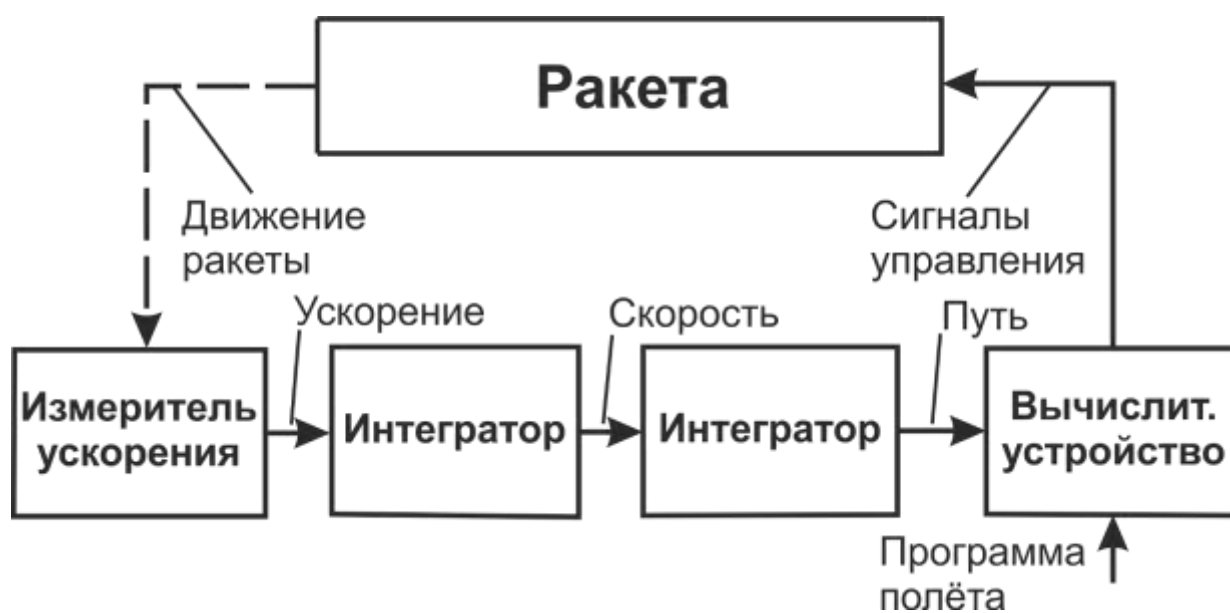 Ракета
Движение
ракеты
Сигналы
управления
Ускорение
Скорость
Путь
Измеритель
ускорения
Интегратор
Интегратор
Вычислит.
устройство
Программа
полёта